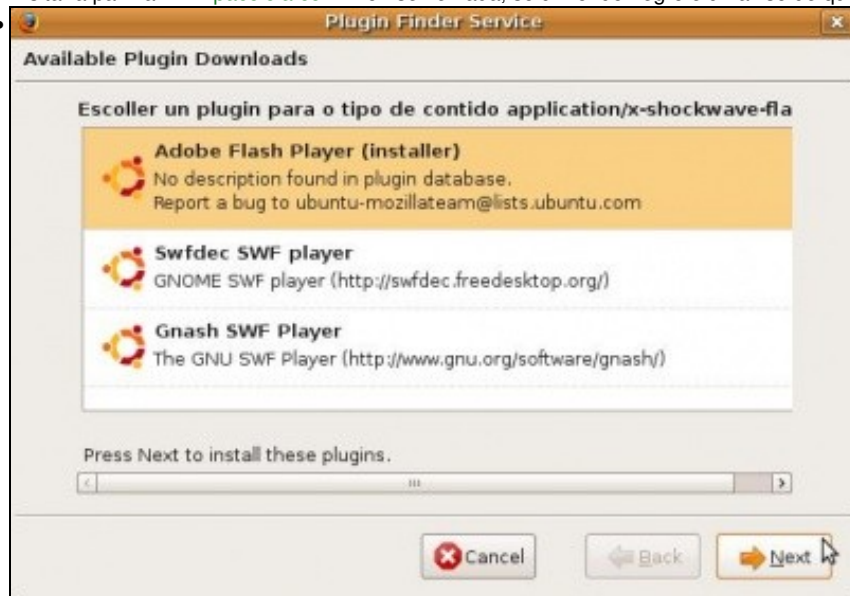 Plugin Finder Service
Available Plugin Downloads
Escoller un plugin para o tipo de contido application/x-shockwave-fla
Adobe Flash Player (installer)
No description found in plugin database.
Report a bug to ubuntu-mozillateam@lists.ubuntu.com
Swfdec SWF player
GNOME SWF player (http://swfdec.freedesktop.org/)
Gnash SWF Player
The GNU SWF Player (http://www.gnu.org/software/gnash/)
Press Next to install these plugins.
Cancel
Back
Next